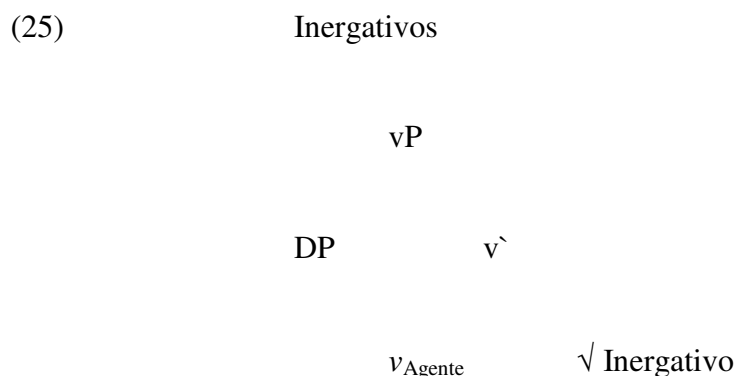 (25) Inergativos
vP
DP v`
vAgente √ Inergativo